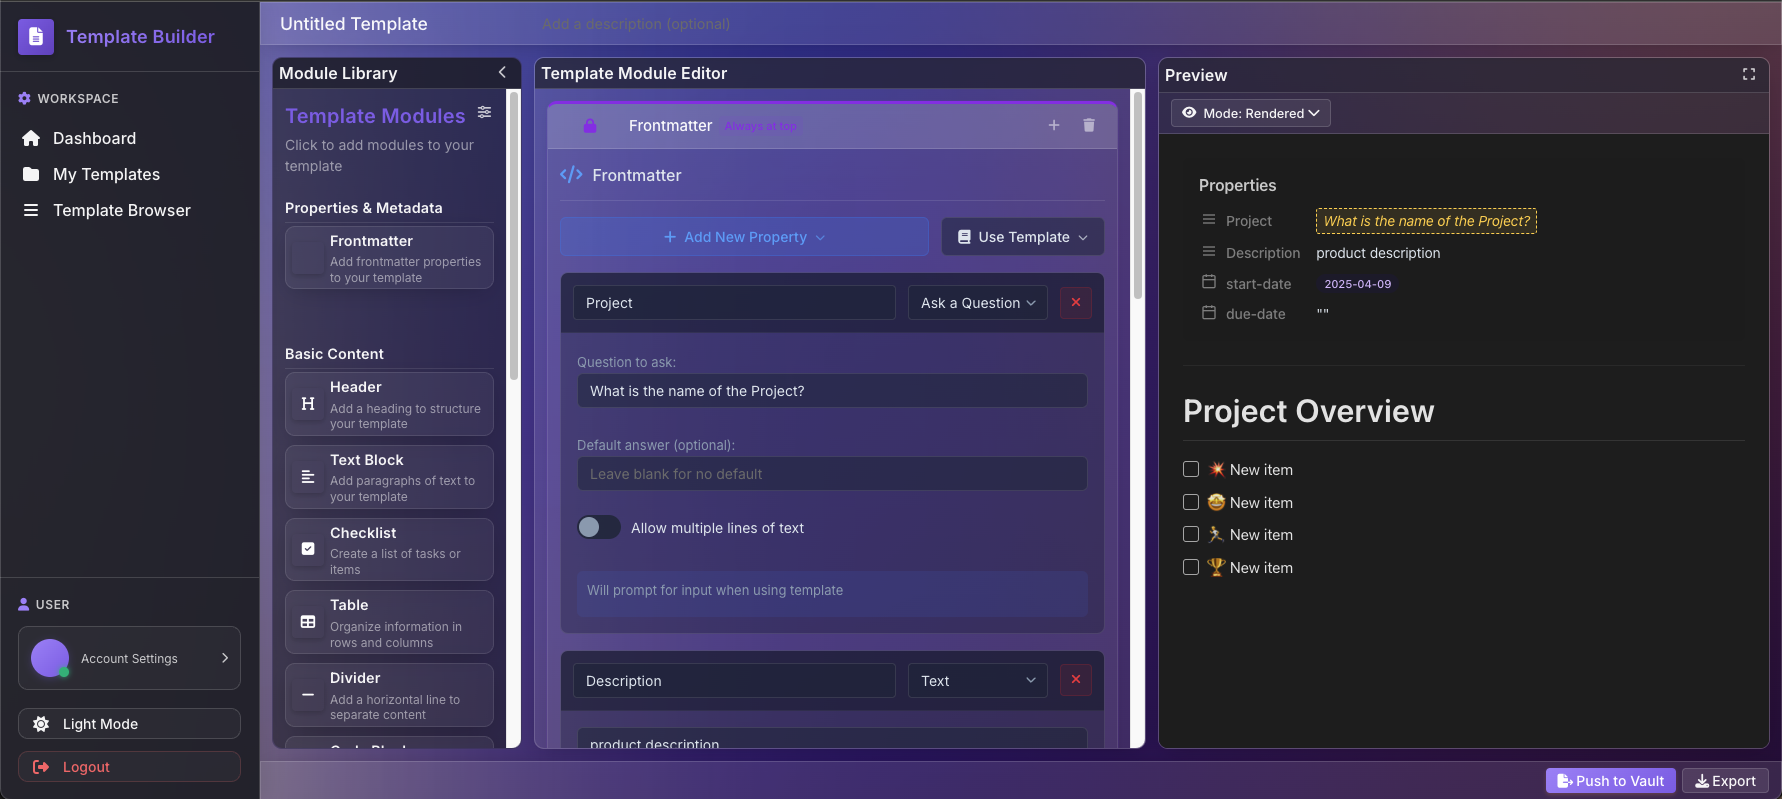 Template Builder
WORKSPACE
Dashboard
My Templates
Template Browser
USER
Account Settings
Light Mode
Logout
Untitled Template
Add a description (optional)
Module Library
Template Modules
Click to add modules to your
template
Properties & Metadata
Frontmatter
Add frontmatter properties
to your template
Basic Content
Header
Add a heading to structure
your template
Text Block
Add paragraphs of text to
your template
Checklist
Create a list of tasks or
items
Table
Organize information in
rows and columns
Divider
Add a horizontal line to
separate content
Template Module Editor
Frontmatter Always at top
Frontmatter
Add New Property
Use Template
Project
Ask a Question
Question to ask:
What is the name of the Project?
Default answer (optional):
Leave blank for no default
Allow multiple lines of text
Will prompt for input when using template
Description
Text
product description
Preview
Mode: Rendered
Properties
Project What is the name of the Project?
Description product description
start-date 2025-04-09
due-date ""
Project Overview
💥 New item
🤩 New item
🏃 New item
🏆 New item
Push to Vault
Export